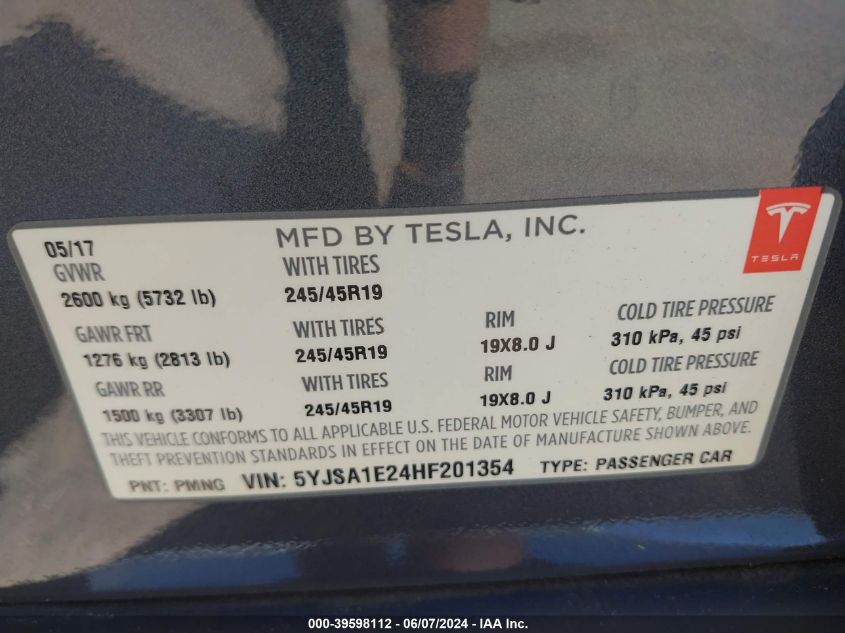 05/17 MFD BY TESLA, INC.
TESLA
GVWR WITH TIRES
2600 kg (5732 lb) 245/45R19
GAWR FRT WITH TIRES RIM COLD TIRE PRESSURE
1276 kg (2813 lb) 245/45R19 19X8.0 J 310 kPa, 45 psi
GAWR RR WITH TIRES RIM COLD TIRE PRESSURE
1500 kg (3307 lb) 245/45R19 19X8.0 J 310 kPa, 45 psi
THIS VEHICLE CONFORMS TO ALL APPLICABLE U.S. FEDERAL MOTOR VEHICLE SAFETY, BUMPER, AND
THEFT PREVENTION STANDARDS IN EFFECT ON THE DATE OF MANUFACTURE SHOWN ABOVE.
PNT: PMNG VIN: 5YJSA1E24HF201354 TYPE: PASSENGER CAR
000-39598112 - 06/07/2024 - IAA Inc.